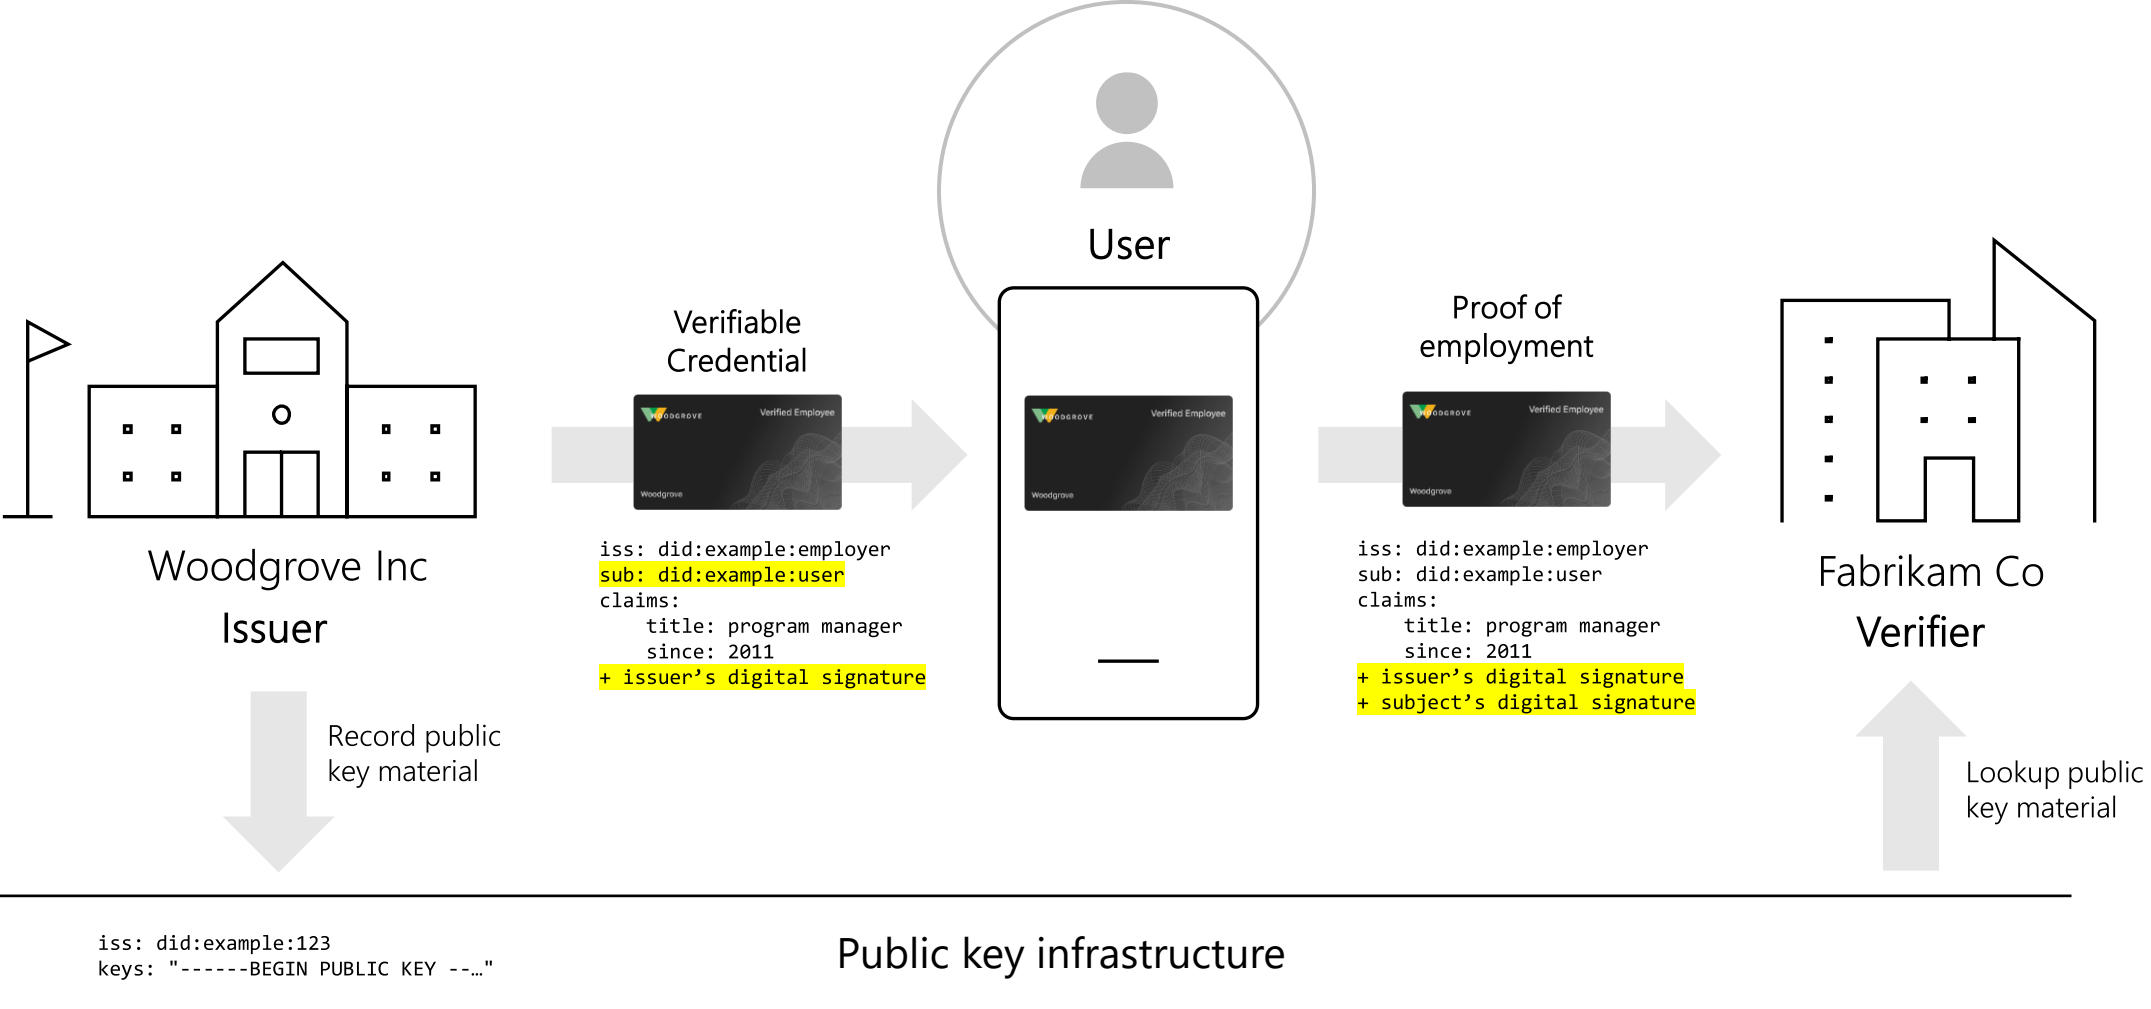 User
Verifiable
Credential
WOODGROVE
Verified Employee
Woodgrove
WOODGROVE
Verified Employee
Woodgrove
Proof of
employment
WOODGROVE
Verified Employee
Woodgrove
Woodgrove Inc
Issuer
iss: did:example:employer
sub: did:example:user
claims:
    title: program manager
    since: 2011
+ issuer’s digital signature
iss: did:example:employer
sub: did:example:user
claims:
    title: program manager
    since: 2011
+ issuer’s digital signature
+ subject’s digital signature
Fabrikam Co
Verifier
Record public
key material
Lookup public
key material
iss: did:example:123
keys: "------BEGIN PUBLIC KEY --…"
Public key infrastructure